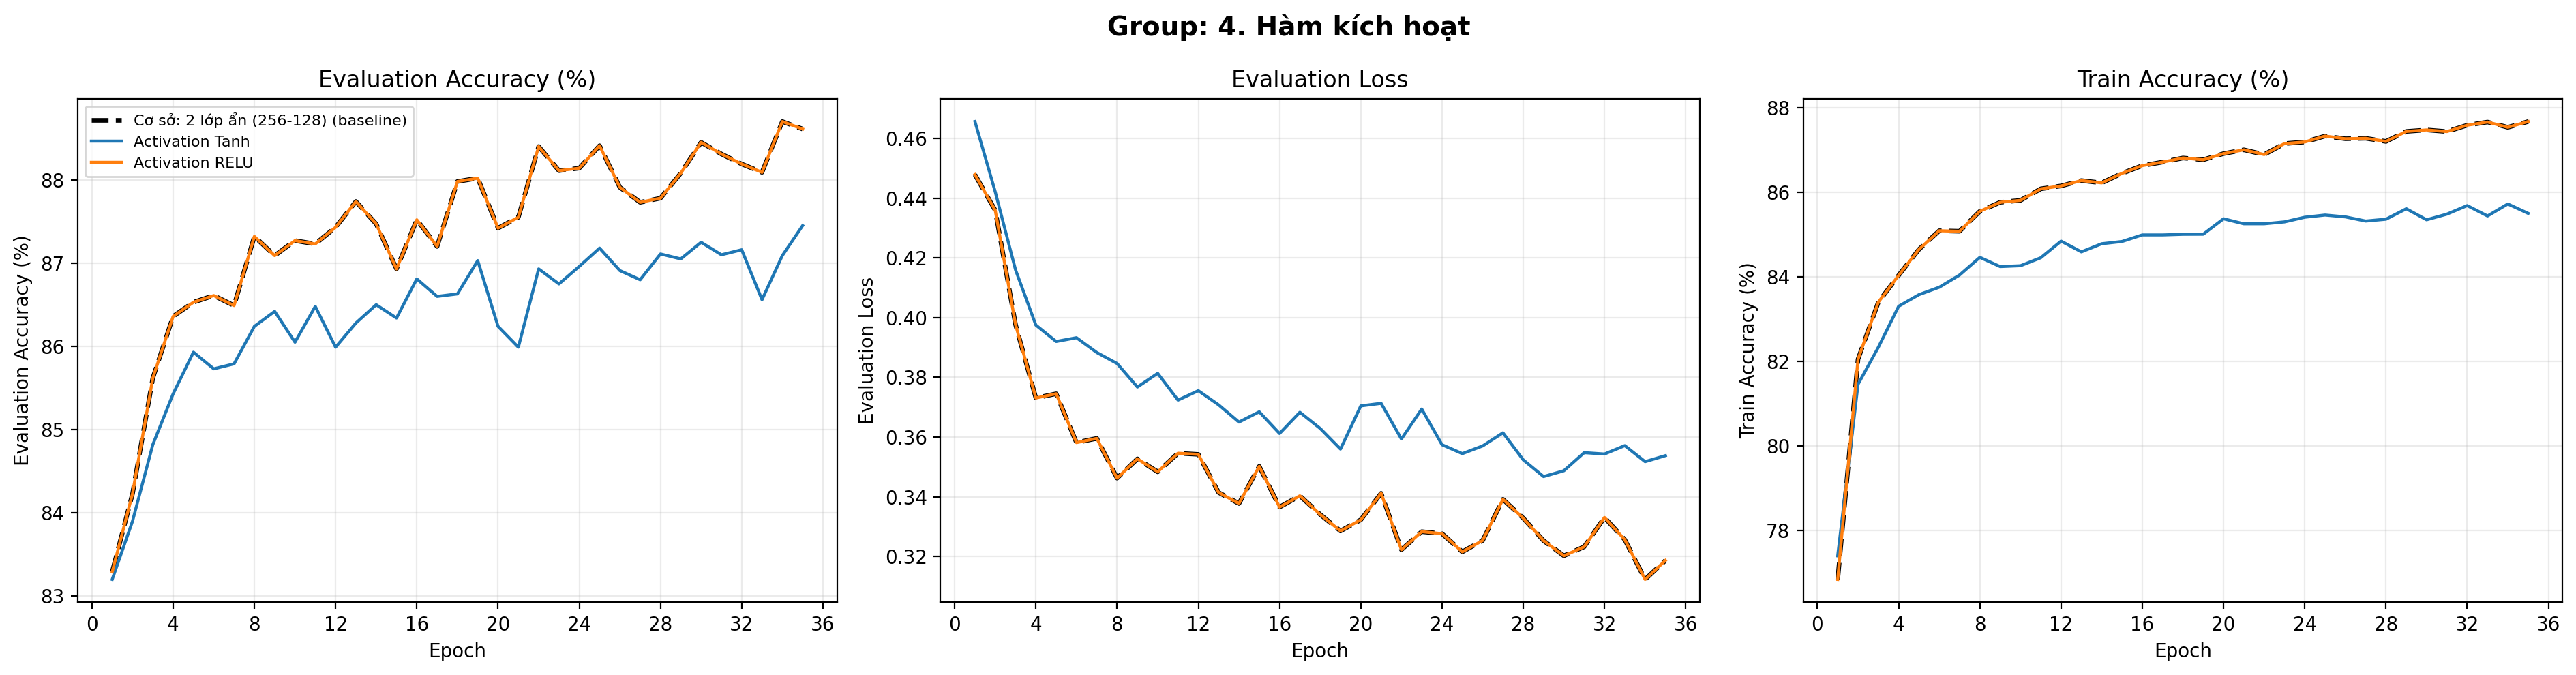 Group: 4. Hàm kích hoạt
Evaluation Accuracy (%)
Evaluation Accuracy (%)
Cơ sở: 2 lớp ẩn (256-128) (baseline)
Activation Tanh
Activation RELU
88
87
86
85
84
83
0 4 8 12 16 20 24 28 32 36
Epoch
Evaluation Loss
Evaluation Loss
0.46
0.44
0.42
0.40
0.38
0.36
0.34
0.32
0 4 8 12 16 20 24 28 32 36
Epoch
Train Accuracy (%)
Train Accuracy (%)
88
86
84
82
80
78
0 4 8 12 16 20 24 28 32 36
Epoch